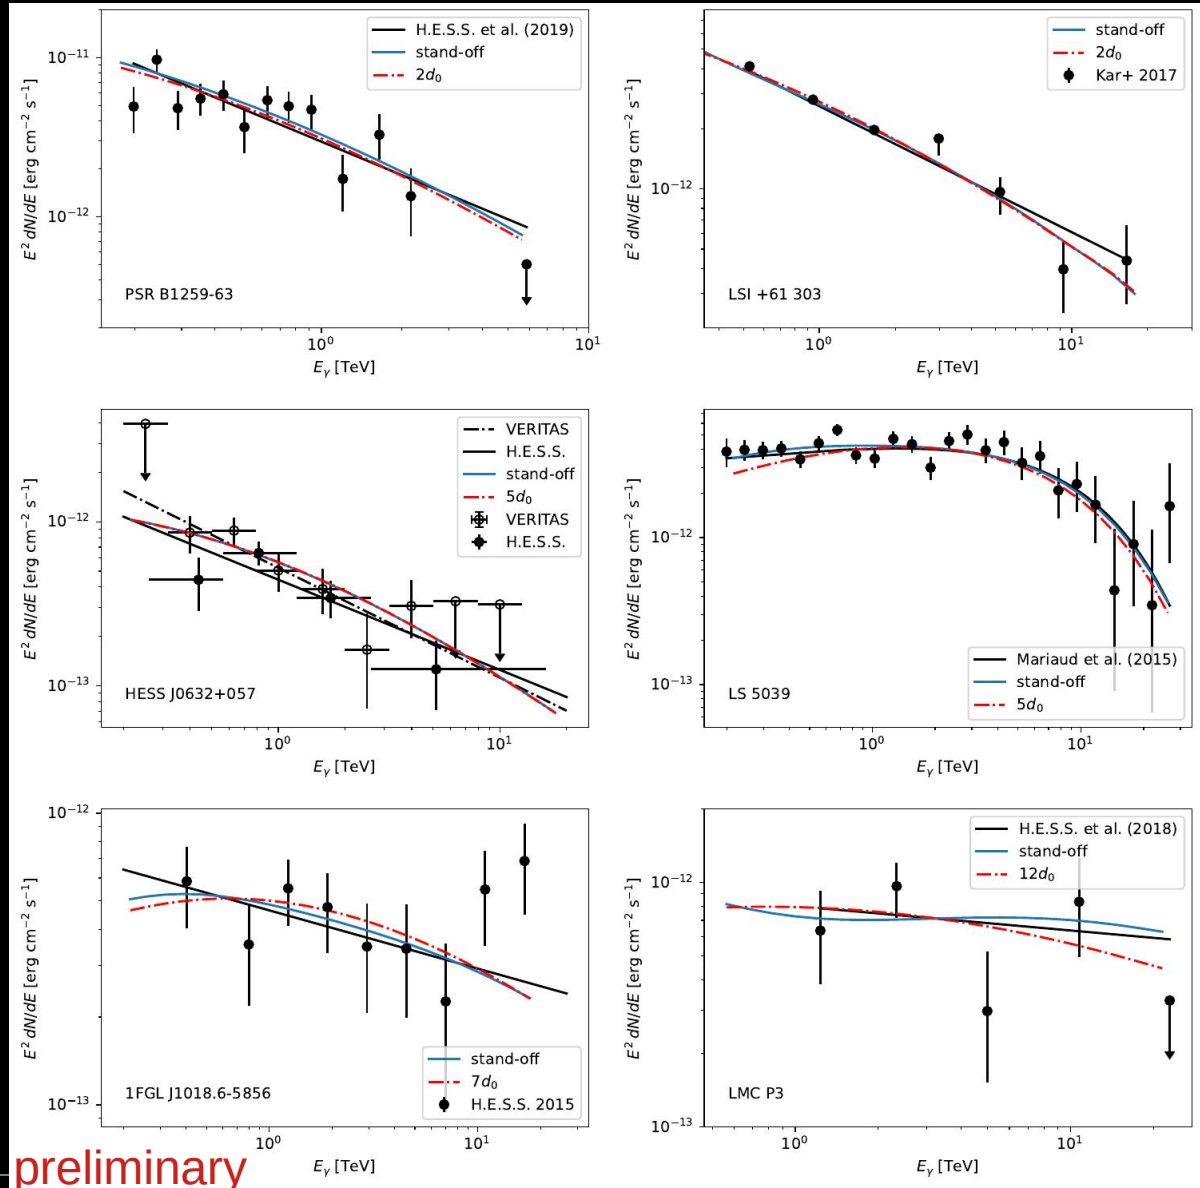 H.E.S.S. et al. (2019)
stand-off
2d₀
10⁻¹¹
10⁻¹²
E² dN/dE [erg cm⁻² s⁻¹]
PSR B1259-63
10⁰
10¹
Eᵧ [TeV]
stand-off
2d₀
Kar+ 2017
10⁻¹²
E² dN/dE [erg cm⁻² s⁻¹]
LSI +61 303
10⁰
10¹
Eᵧ [TeV]
VERITAS
H.E.S.S.
stand-off
5d₀
VERITAS
H.E.S.S.
10⁻¹²
10⁻¹³
E² dN/dE [erg cm⁻² s⁻¹]
HESS J0632+057
10⁰
10¹
Eᵧ [TeV]
10⁻¹²
10⁻¹³
E² dN/dE [erg cm⁻² s⁻¹]
Mariaud et al. (2015)
stand-off
5d₀
LS 5039
10⁰
10¹
Eᵧ [TeV]
10⁻¹²
10⁻¹³
E² dN/dE [erg cm⁻² s⁻¹]
stand-off
7d₀
H.E.S.S. 2015
1FGL J1018.6-5856
10⁰
10¹
Eᵧ [TeV]
H.E.S.S. et al. (2018)
stand-off
12d₀
10⁻¹²
10⁻¹³
E² dN/dE [erg cm⁻² s⁻¹]
LMC P3
10⁰
10¹
Eᵧ [TeV]
preliminary